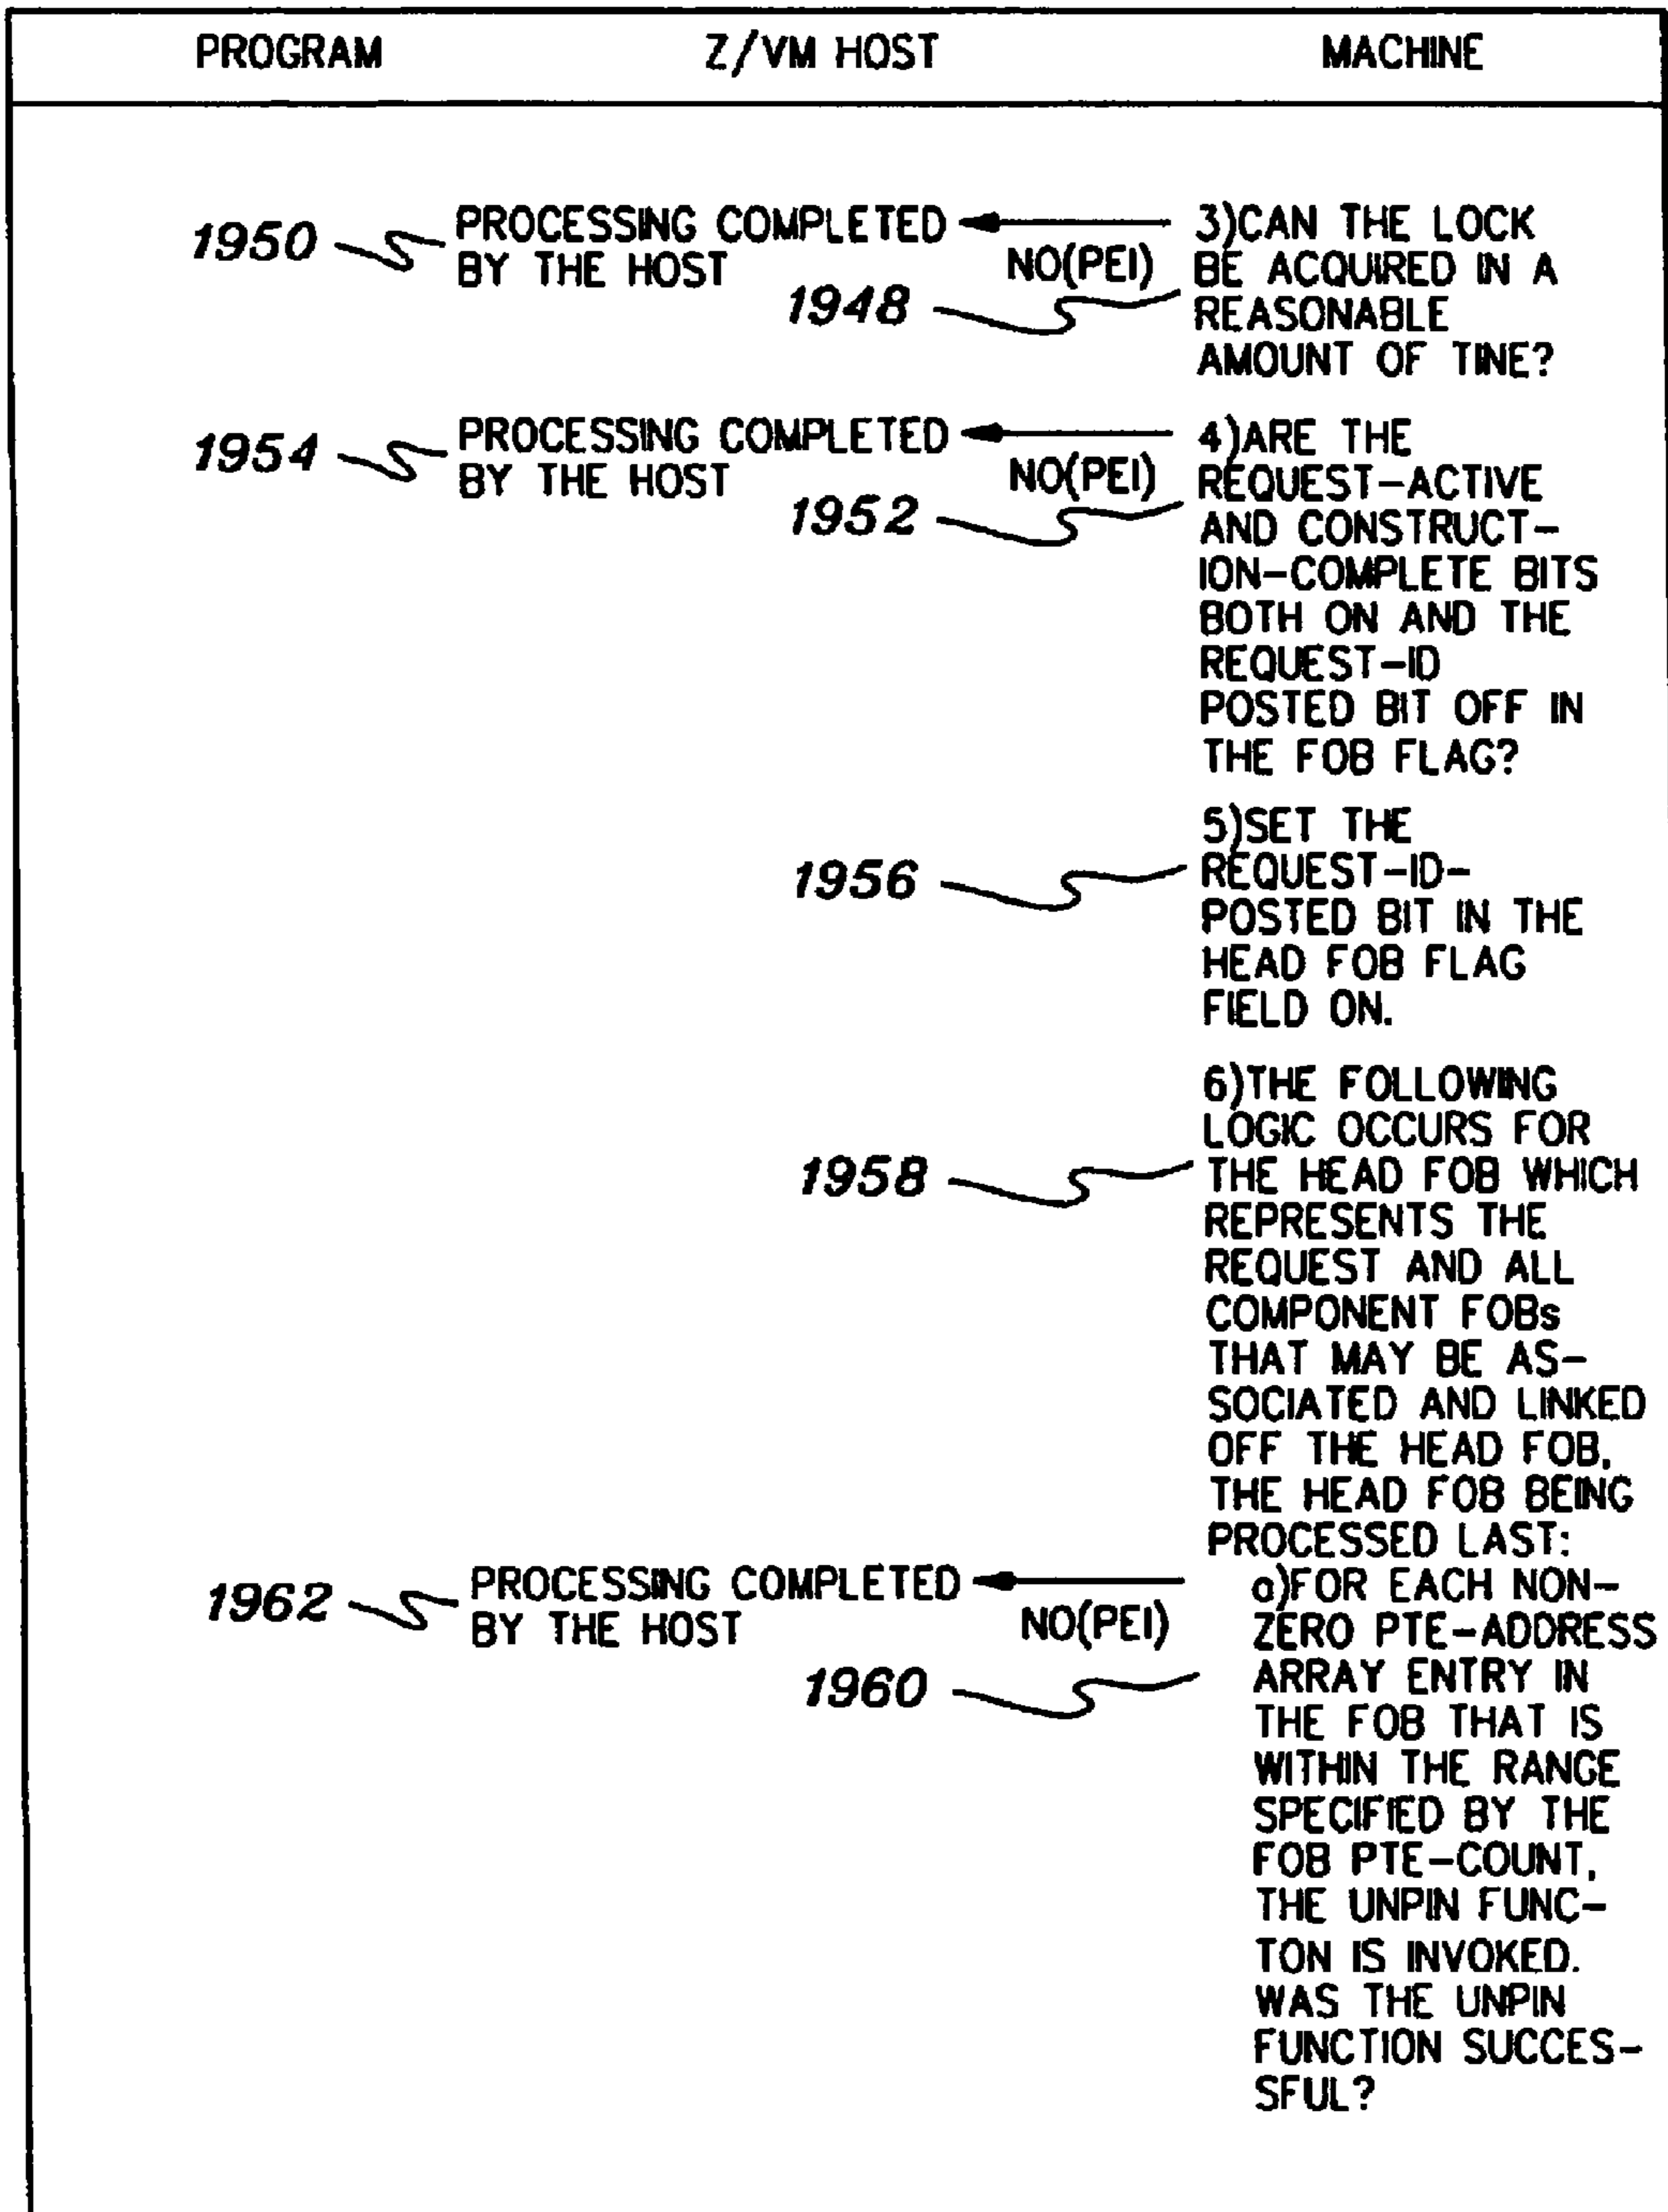 PROGRAM Z/VM HOST MACHINE
1950 PROCESSING COMPLETED
BY THE HOST
NO(PEI)
1948
3)CAN THE LOCK
BE ACQUIRED IN A
REASONABLE
AMOUNT OF TINE?
1954 PROCESSING COMPLETED
BY THE HOST
NO(PEI)
1952
4)ARE THE
REQUEST-ACTIVE
AND CONSTRUCT-
ION-COMPLETE BITS
BOTH ON AND THE
REQUEST-ID
POSTED BIT OFF IN
THE FOB FLAG?
1956
5)SET THE
REQUEST-ID-
POSTED BIT IN THE
HEAD FOB FLAG
FIELD ON.
1958
6)THE FOLLOWING
LOGIC OCCURS FOR
THE HEAD FOB WHICH
REPRESENTS THE
REQUEST AND ALL
COMPONENT FOBs
THAT MAY BE AS-
SOCIATED AND LINKED
OFF THE HEAD FOB,
THE HEAD FOB BEING
PROCESSED LAST:
1962 PROCESSING COMPLETED
BY THE HOST
NO(PEI)
1960
a)FOR EACH NON-
ZERO PTE-ADDRESS
ARRAY ENTRY IN
THE FOB THAT IS
WITHIN THE RANGE
SPECIFIED BY THE
FOB PTE-COUNT,
THE UNPIN FUNC-
TON IS INVOKED.
WAS THE UNPIN
FUNCTION SUCCES-
SFUL?